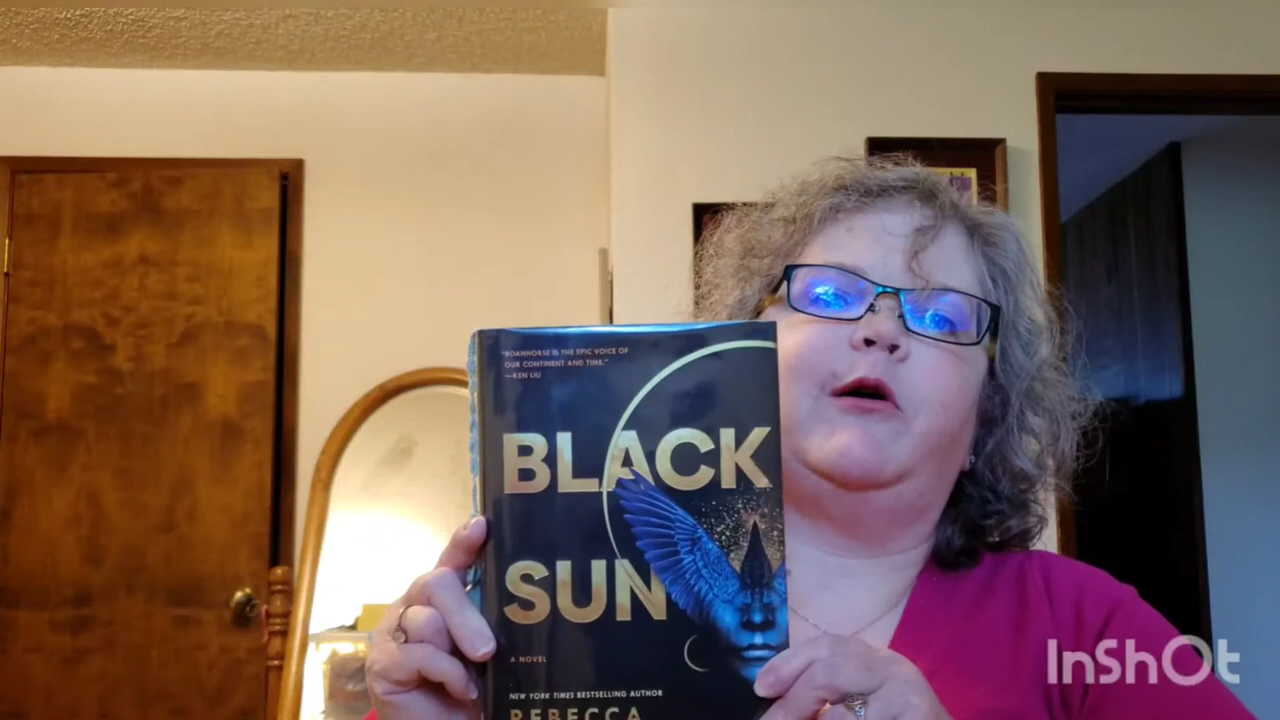 "ROANHORSE IS THE EPIC VOICE OF
OUR CONTINENT AND TIME."
—KEN LIU
BLACK
SUN
A NOVEL
NEW YORK TIMES BESTSELLING AUTHOR
REBECCA
InShOt